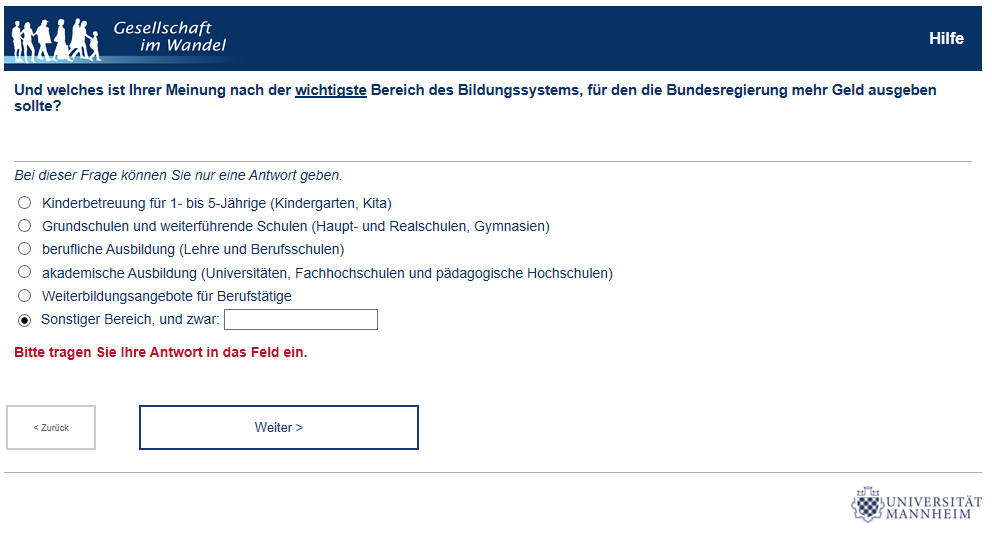 Gesellschaft
im Wandel
Hilfe
Und welches ist Ihrer Meinung nach der wichtigste Bereich des Bildungssystems, für den die Bundesregierung mehr Geld ausgeben
sollte?
Bei dieser Frage können Sie nur eine Antwort geben.
Kinderbetreuung für 1- bis 5-Jährige (Kindergarten, Kita)
Grundschulen und weiterführende Schulen (Haupt- und Realschulen, Gymnasien)
berufliche Ausbildung (Lehre und Berufsschulen)
akademische Ausbildung (Universitäten, Fachhochschulen und pädagogische Hochschulen)
Weiterbildungsangebote für Berufstätige
Sonstiger Bereich, und zwar:
Bitte tragen Sie Ihre Antwort in das Feld ein.
< Zurück
Weiter >
UNIVERSITÄT
MANNHEIM